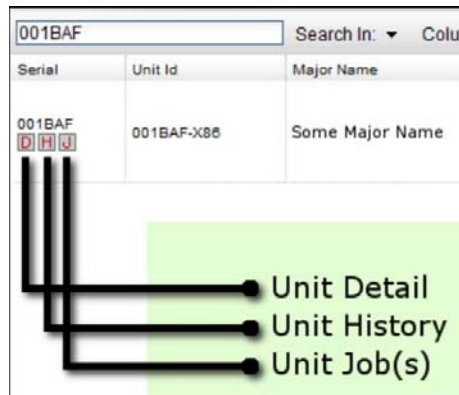 001BAF Search In: Colu
Serial Unit Id Major Name
001BAF 001BAF-X86 Some Major Name
D H J
Unit Detail
Unit History
Unit Job(s)